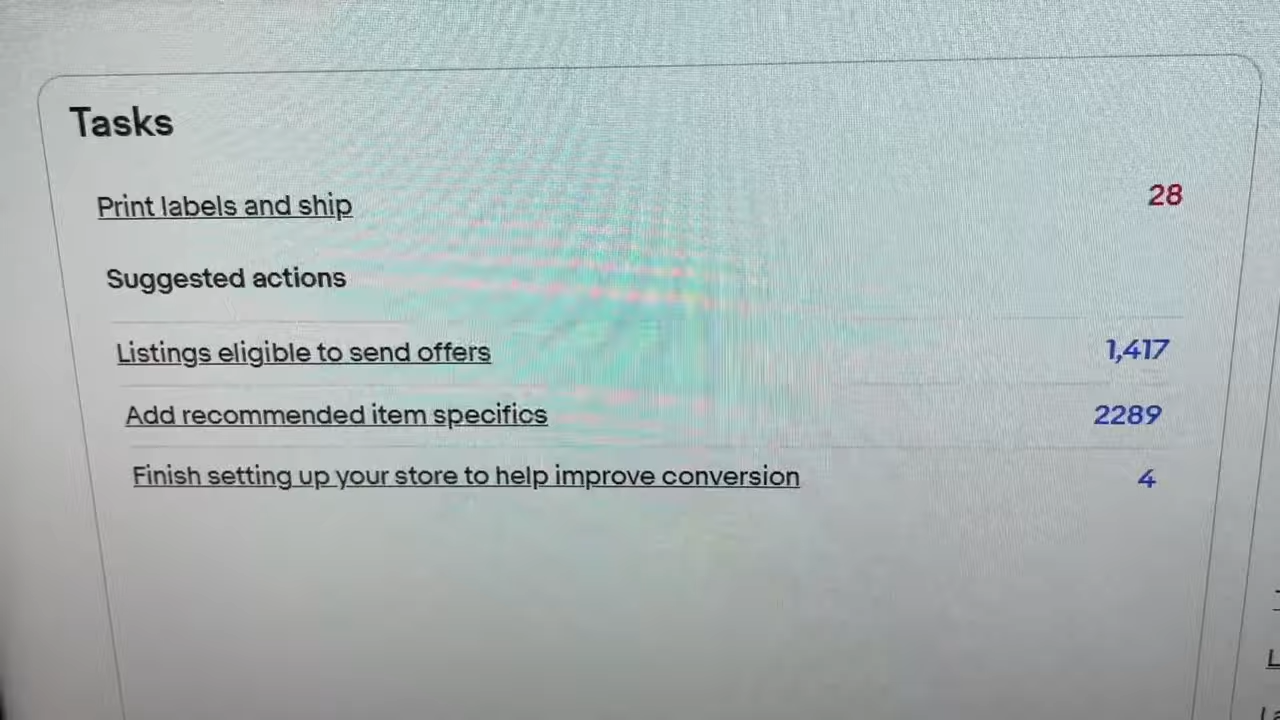 Tasks
Print labels and ship 28
Suggested actions
Listings eligible to send offers 1,417
Add recommended item specifics 2289
Finish setting up your store to help improve conversion 4